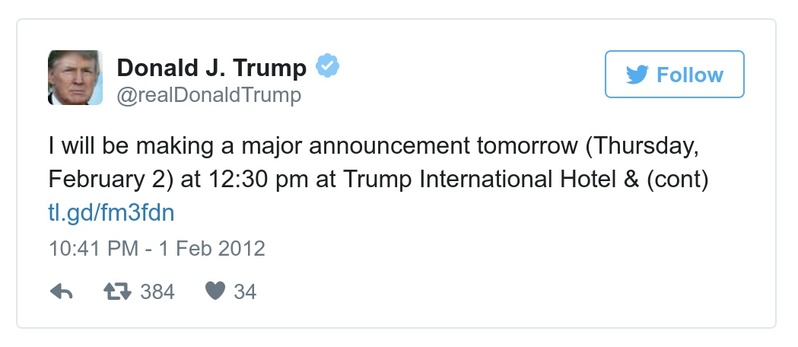 Donald J. Trump
Follow
@realDonaldTrump
I will be making a major announcement tomorrow (Thursday,
February 2) at 12:30 pm at Trump International Hotel & (cont)
tl.gd/fm3fdn
10:41 PM - 1 Feb 2012
384 34